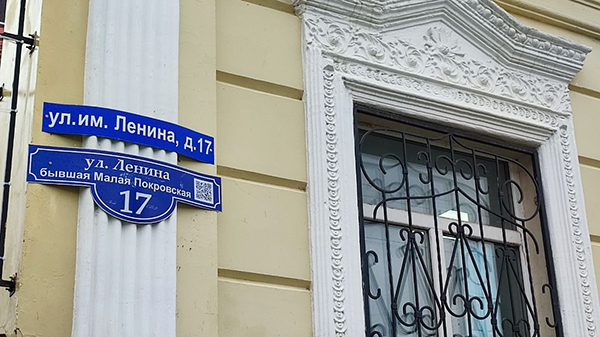 ул.им. Ленина, д.17
ул. Ленина
бывшая Малая Покровская
17